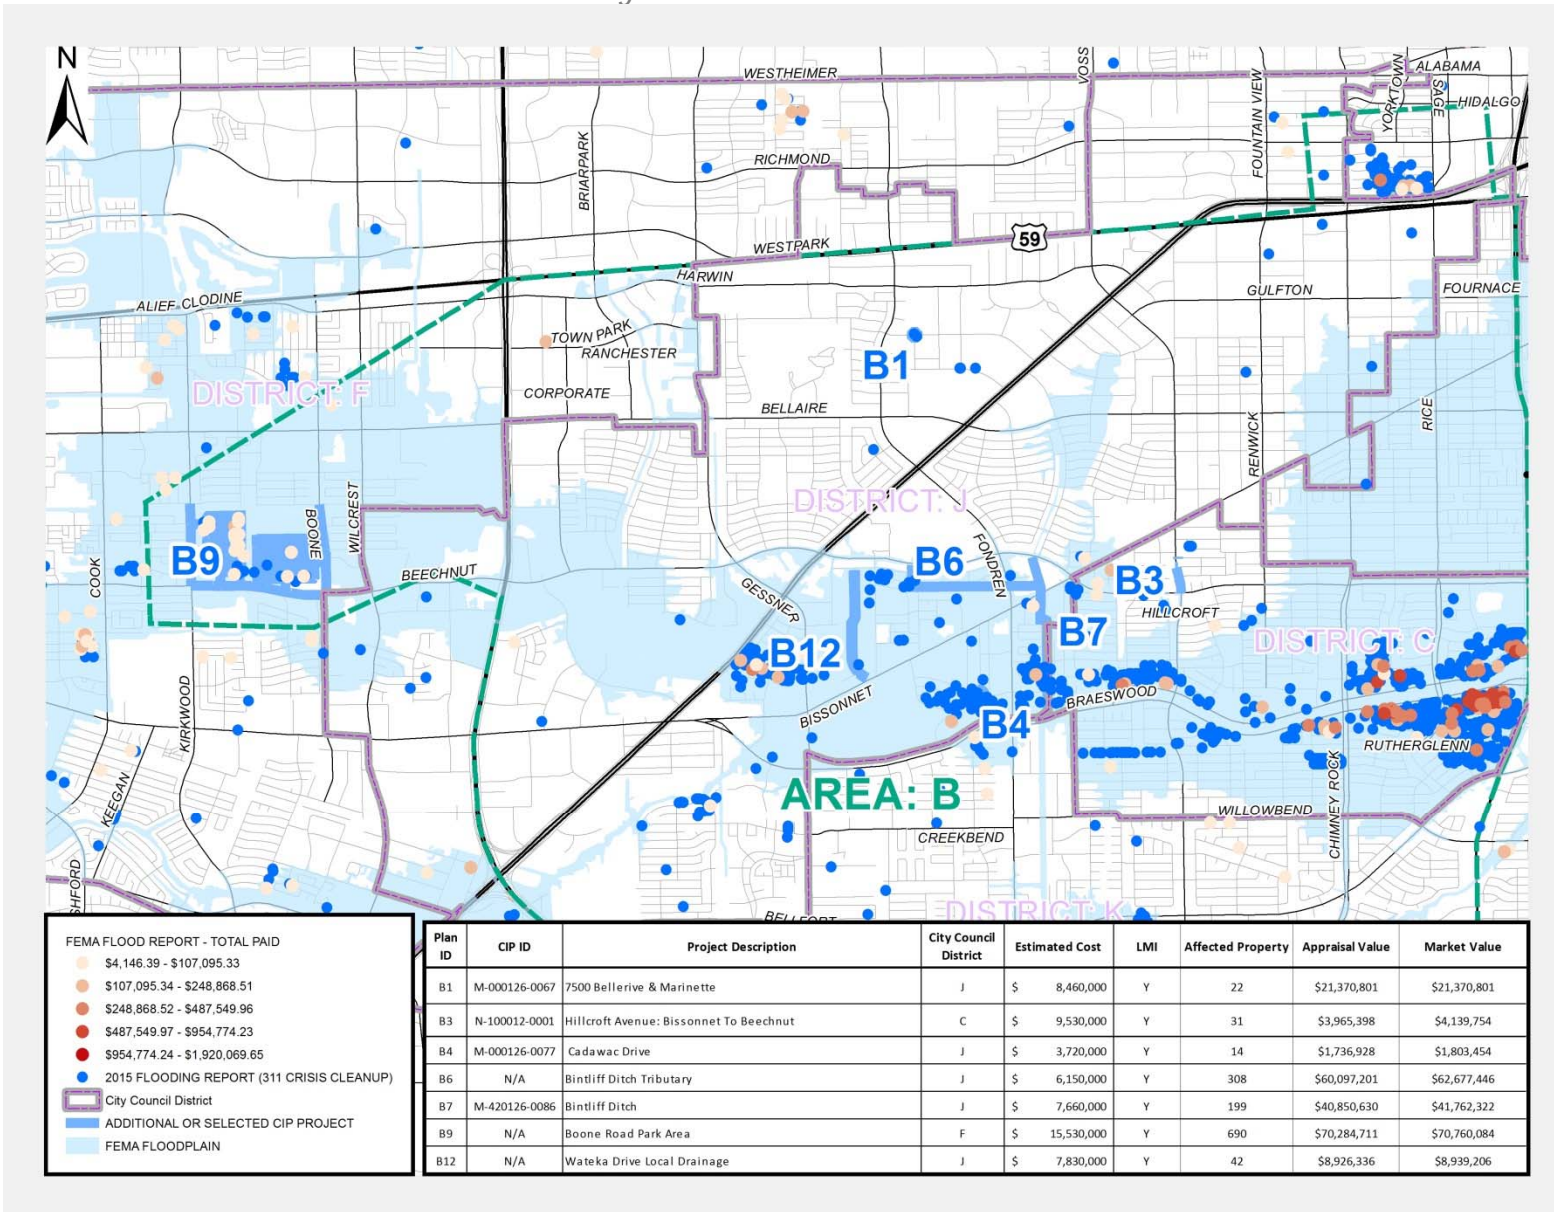 N
WESTHEIMER
VOSS
ALABAMA
YORKTOWN
SAGE
HIDALGO
FOUNTAIN VIEW
BRIARPARK
RICHMOND
59
WESTPARK
HARWIN
ALIEF CLODINE
GULFTON
FOURNACE
TOWN PARK
RANCHESTER
B1
DISTRICT: F
CORPORATE
BELLAIRE
RENWICK
RICE
DISTRICT: J
WILCREST
BOONE
COOK
B9
BEECHNUT
GESSNER
B6
FONDREN
B3
HILLCROFT
B7
DISTRICT: C
B12
BISSONNET
BRAESWOOD
B4
KIRKWOOD
RUTHERGLENN
KEEGAN
AREA: B
WILLOWBEND
CREEKBEND
CHIMNEY ROCK
SHFORD
BELLFORT
DISTRICT: K
FEMA FLOOD REPORT - TOTAL PAID
$4,146.39 - $107,095.33
$107,095.34 - $248,868.51
$248,868.52 - $487,549.96
$487,549.97 - $954,774.23
$954,774.24 - $1,920,069.65
2015 FLOODING REPORT (311 CRISIS CLEANUP)
City Council District
ADDITIONAL OR SELECTED CIP PROJECT
FEMA FLOODPLAIN
Plan ID CIP ID Project Description City Council District Estimated Cost LMI Affected Property Appraisal Value Market Value
B1 M-000126-0067 7500 Bellerive & Marinette J $ 8,460,000 Y 22 $21,370,801 $21,370,801
B3 N-100012-0001 Hillcroft Avenue: Bissonnet To Beechnut C $ 9,530,000 Y 31 $3,965,398 $4,139,754
B4 M-000126-0077 Cadawac Drive J $ 3,720,000 Y 14 $1,736,928 $1,803,454
B6 N/A Bintliff Ditch Tributary J $ 6,150,000 Y 308 $60,097,201 $62,677,446
B7 M-420126-0086 Bintliff Ditch J $ 7,660,000 Y 199 $40,850,630 $41,762,322
B9 N/A Boone Road Park Area F $ 15,530,000 Y 690 $70,284,711 $70,760,084
B12 N/A Wateka Drive Local Drainage J $ 7,830,000 Y 42 $8,926,336 $8,939,206